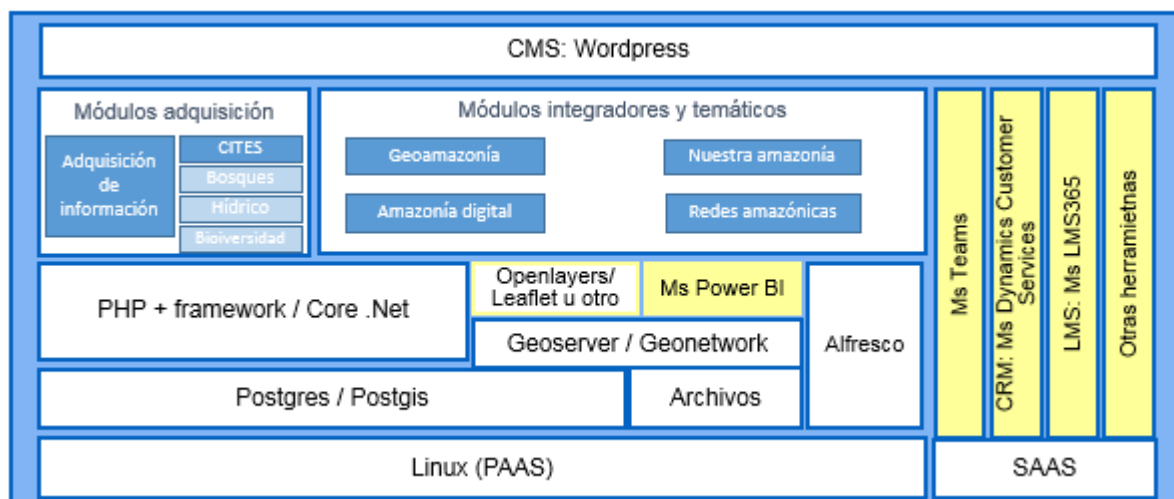 CMS: Wordpress
Módulos adquisición
Adquisición
de
información
CITES
Bosques
Hídrico
Bioiversidad
Módulos integradores y temáticos
Geoamazonía
Nuestra amazonía
Amazonía digital
Redes amazónicas
PHP + framework / Core .Net
Openlayers/
Leaflet u otro
Ms Power BI
Geoserver / Geonetwork
Alfresco
Postgres / Postgis
Archivos
Linux (PAAS)
Ms Teams
CRM: Ms Dynamics Customer
Services
LMS: Ms LMS365
Otras herramietnas
SAAS